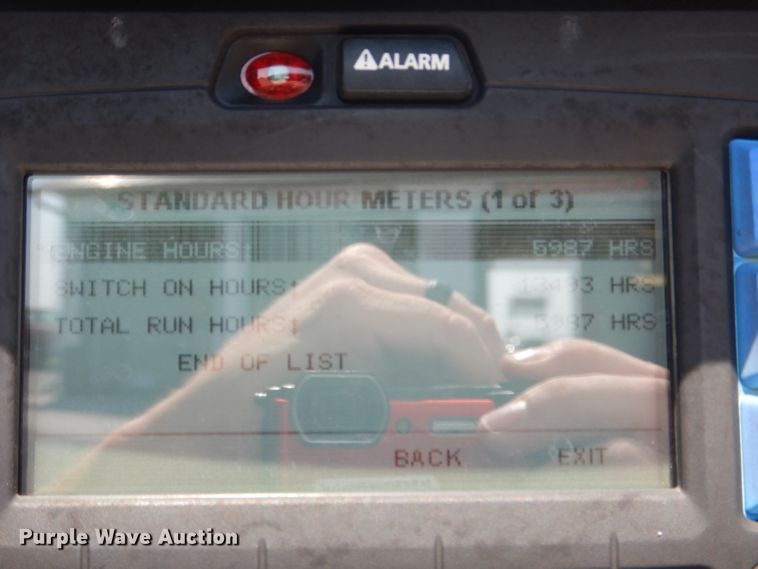 ALARM
STANDARD HOUR METERS (1 of 3)
ENGINE HOURS: 5987 HRS
SWITCH ON HOURS: HRS
TOTAL RUN HOURS: 5987 HRS
END OF LIST
BACK EXIT
Purple Wave Auction